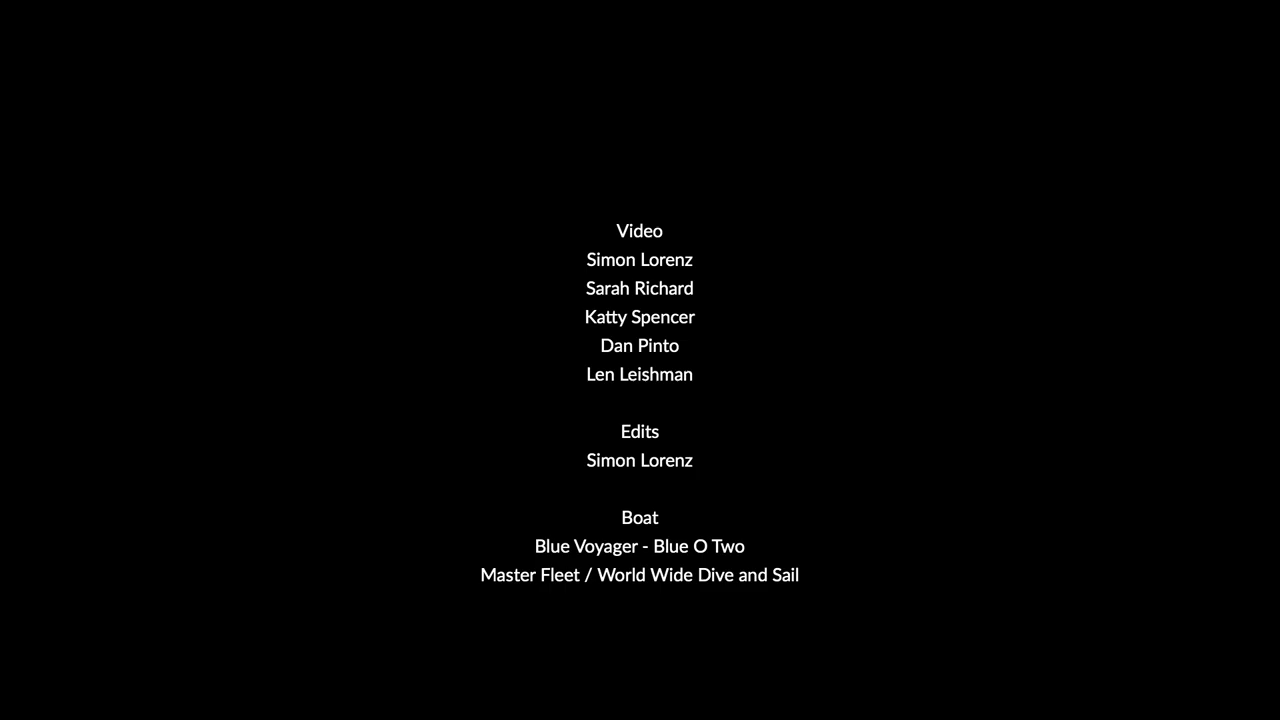 Video
Simon Lorenz
Sarah Richard
Katty Spencer
Dan Pinto
Len Leishman
Edits
Simon Lorenz
Boat
Blue Voyager - Blue O Two
Master Fleet / World Wide Dive and Sail